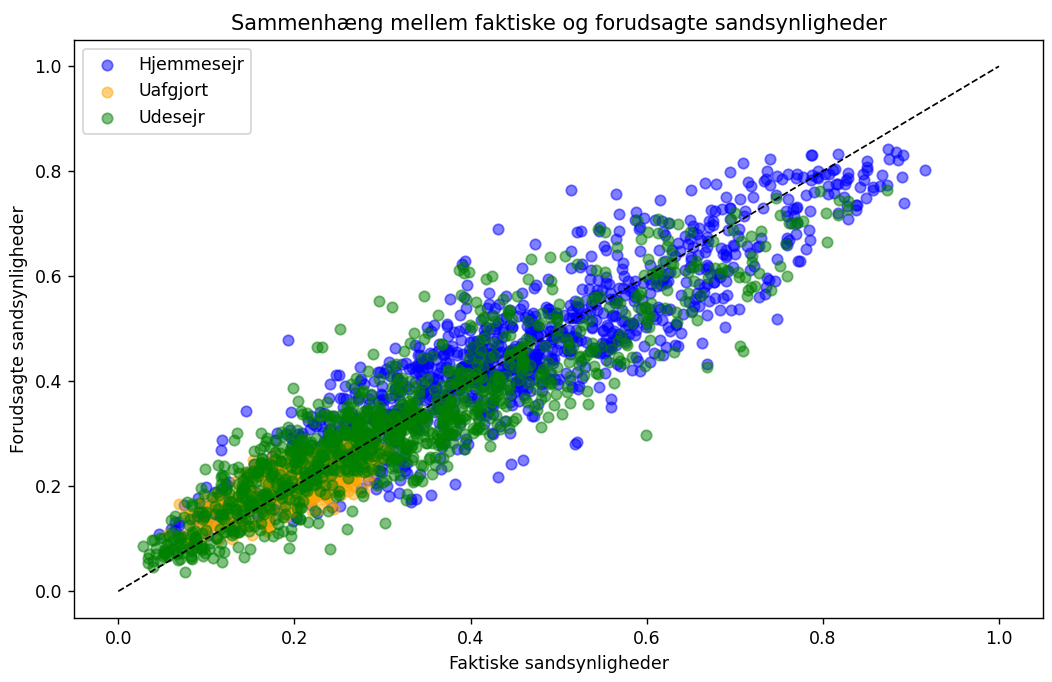 Sammenhæng mellem faktiske og forudsagte sandsynligheder
Hjemmesejr
Uafgjort
Udesejr
Forudsagte sandsynligheder
1.0
0.8
0.6
0.4
0.2
0.0
0.0 0.2 0.4 0.6 0.8 1.0
Faktiske sandsynligheder